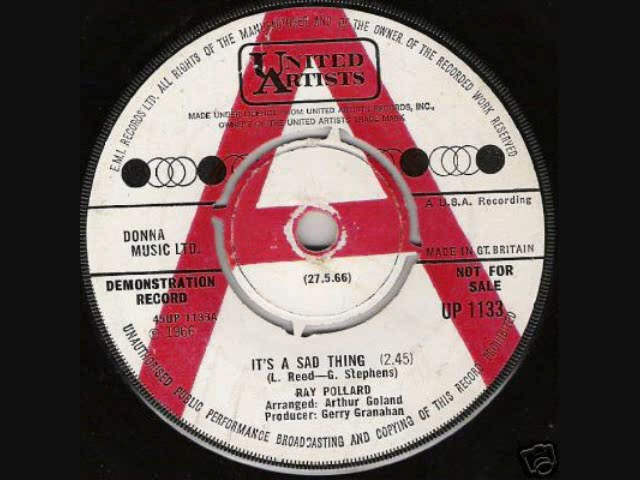 E.M.I. RECORDS LTD. ALL RIGHTS OF THE MANUFACTURER AND OF THE OWNER OF THE RECORDED WORK RESERVED
UNITED
ARTISTS
MADE UNDER LICENCE FROM UNITED ARTISTS RECORDS, INC.,
OWNERS OF THE UNITED ARTISTS TRADE MARK
A U.S.A. Recording
DONNA
MUSIC LTD.
MADE IN GT. BRITAIN
DEMONSTRATION
RECORD
45UP 1133A
℗ 1966
(27.5.66)
NOT FOR
SALE
UP 1133
IT'S A SAD THING (2.45)
(L. Reed—G. Stephens)
RAY POLLARD
Arranged: Arthur Goland
Producer: Gerry Granahan
UNAUTHORISED PUBLIC PERFORMANCE BROADCASTING AND COPYING OF THIS RECORD PROHIBITED